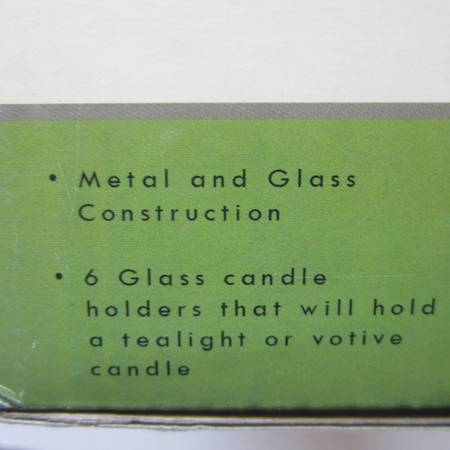 • Metal and Glass
Construction
• 6 Glass candle
holders that will hold
a tealight or votive
candle